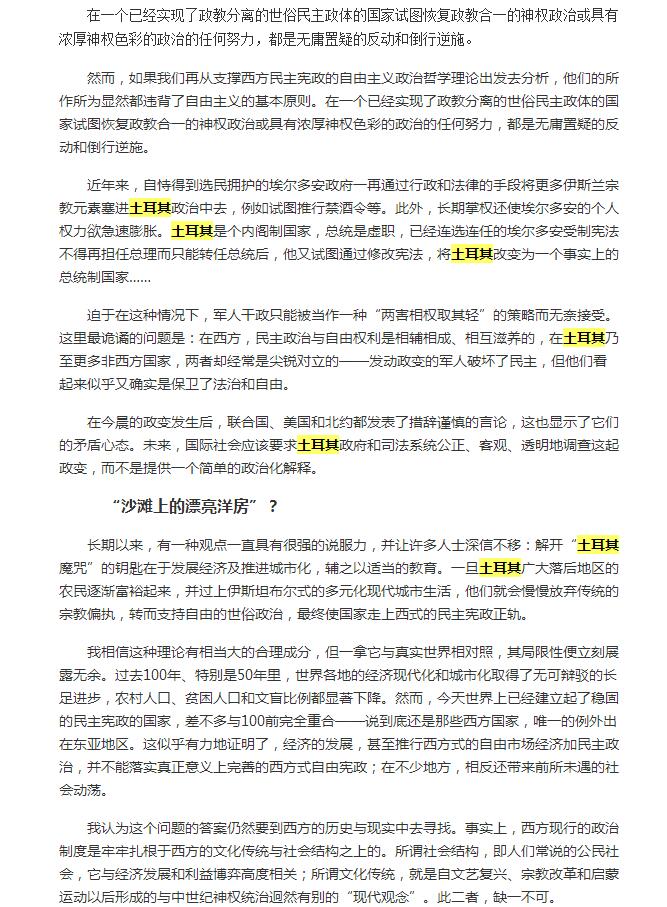 在一个已经实现了政教分离的世俗民主政体的国家试图恢复政教合一的神权政治或具有
浓厚神权色彩的政治的任何努力，都是无庸置疑的反动和倒行逆施。
然而，如果我们再从支撑西方民主宪政的自由主义政治哲学理论出发去分析，他们的所
作所为显然都违背了自由主义的基本原则。在一个已经实现了政教分离的世俗民主政体的国
家试图恢复政教合一的神权政治或具有浓厚神权色彩的政治的任何努力，都是无庸置疑的反
动和倒行逆施。
近年来，自恃得到选民拥护的埃尔多安政府一再通过行政和法律的手段将更多伊斯兰宗
教元素塞进土耳其政治中去，例如试图推行禁酒令等。此外，长期掌权还使埃尔多安的个人
权力欲急速膨胀。土耳其是个内阁制国家，总统是虚职，已经连选连任的埃尔多安受制宪法
不得再担任总理而只能转任总统后，他又试图通过修改宪法，将土耳其改变为一个事实上的
总统制国家……
迫于在这种情况下，军人干政只能被当作一种“两害相权取其轻”的策略而无奈接受。
这里最诡谲的问题是：在西方，民主政治与自由权利是相辅相成、相互滋养的，在土耳其乃
至更多非西方国家，两者却经常是尖锐对立的——发动政变的军人破坏了民主，但他们看
起来似乎又确实是保卫了法治和自由。
在今晨的政变发生后，联合国、美国和北约都发表了措辞谨慎的言论，这也显示了它们
的矛盾心态。未来，国际社会应该要求土耳其政府和司法系统公正、客观、透明地调查这起
政变，而不是提供一个简单的政治化解释。
“沙滩上的漂亮洋房”？
长期以来，有一种观点一直具有很强的说服力，并让许多人士深信不移：解开“土耳其
魔咒”的钥匙在于发展经济及推进城市化，辅之以适当的教育。一旦土耳其广大落后地区的
农民逐渐富裕起来，并过上伊斯坦布尔式的多元化现代城市生活，他们就会慢慢放弃传统的
宗教偏执，转而支持自由的世俗政治，最终使国家走上西式的民主宪政正轨。
我相信这种理论有相当大的合理成分，但一拿它与真实世界相对照，其局限性便立刻展
露无余。过去100年、特别是50年里，世界各地的经济现代化和城市化取得了无可辩驳的长
足进步，农村人口、贫困人口和文盲比例都显著下降。然而，今天世界上已经建立起了稳固
的民主宪政的国家，差不多与100前完全重合——说到底还是那些西方国家，唯一的例外出
在东亚地区。这似乎有力地证明了，经济的发展，甚至推行西方式的自由市场经济加民主政
治，并不能落实真正意义上完善的西方式自由宪政；在不少地方，相反还带来前所未遇的社
会动荡。
我认为这个问题的答案仍然要到西方的历史与现实中去寻找。事实上，西方现行的政治
制度是牢牢扎根于西方的文化传统与社会结构之上的。所谓社会结构，即人们常说的公民社
会，它与经济发展和利益博弈高度相关；所谓文化传统，就是自文艺复兴、宗教改革和启蒙
运动以后形成的与中世纪神权统治迥然有别的“现代观念”。此二者，缺一不可。